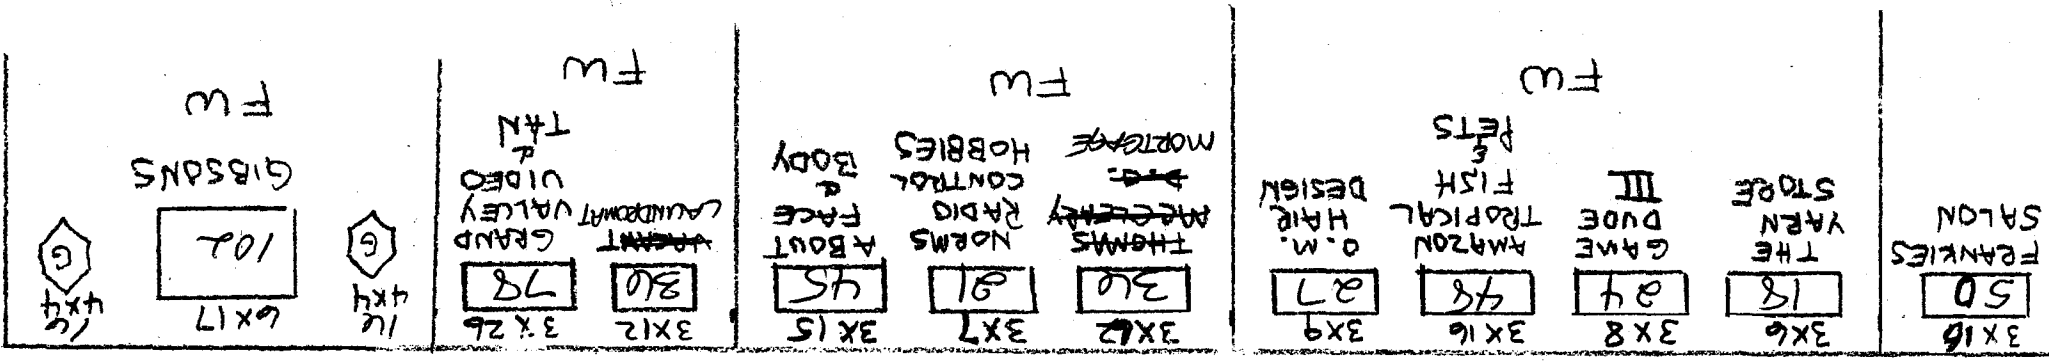 3X10
50
FRANKIES
SALON
3X6
18
THE
YARN
STORE
3X8
24
GAME
DUDE
III
3X16
48
AMAZON
TROPICAL
FISH
&
PETS
3X9
27
O.M.
HAIR
DESIGN
FW
3X12
36
THOMAS
D.O.
MORTGAGE
3X7
21
NORMS
RADIO
CONTROL
HOBBIES
3X15
45
ABOUT
FACE
&
BODY
FW
3X12
36
VACANT
LAUNDROMAT
3X26
78
GRAND
VALLEY
VIDEO
&
TAN
FW
16
4X4
G
6X17
102
GIBSONS
16
4X4
G
FW